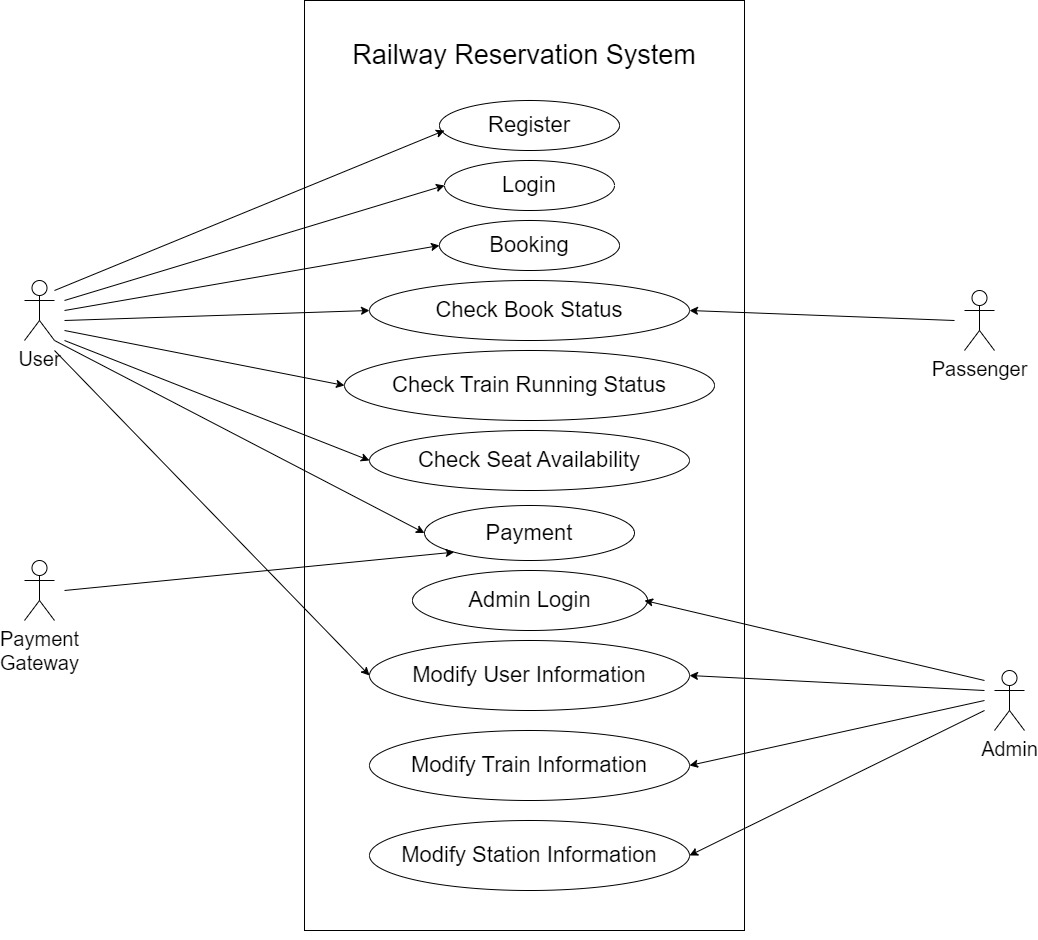 Railway Reservation System
Register
Login
Booking
User
Check Book Status
Passenger
Check Train Running Status
Check Seat Availability
Payment
Payment
Gateway
Admin Login
Modify User Information
Admin
Modify Train Information
Modify Station Information